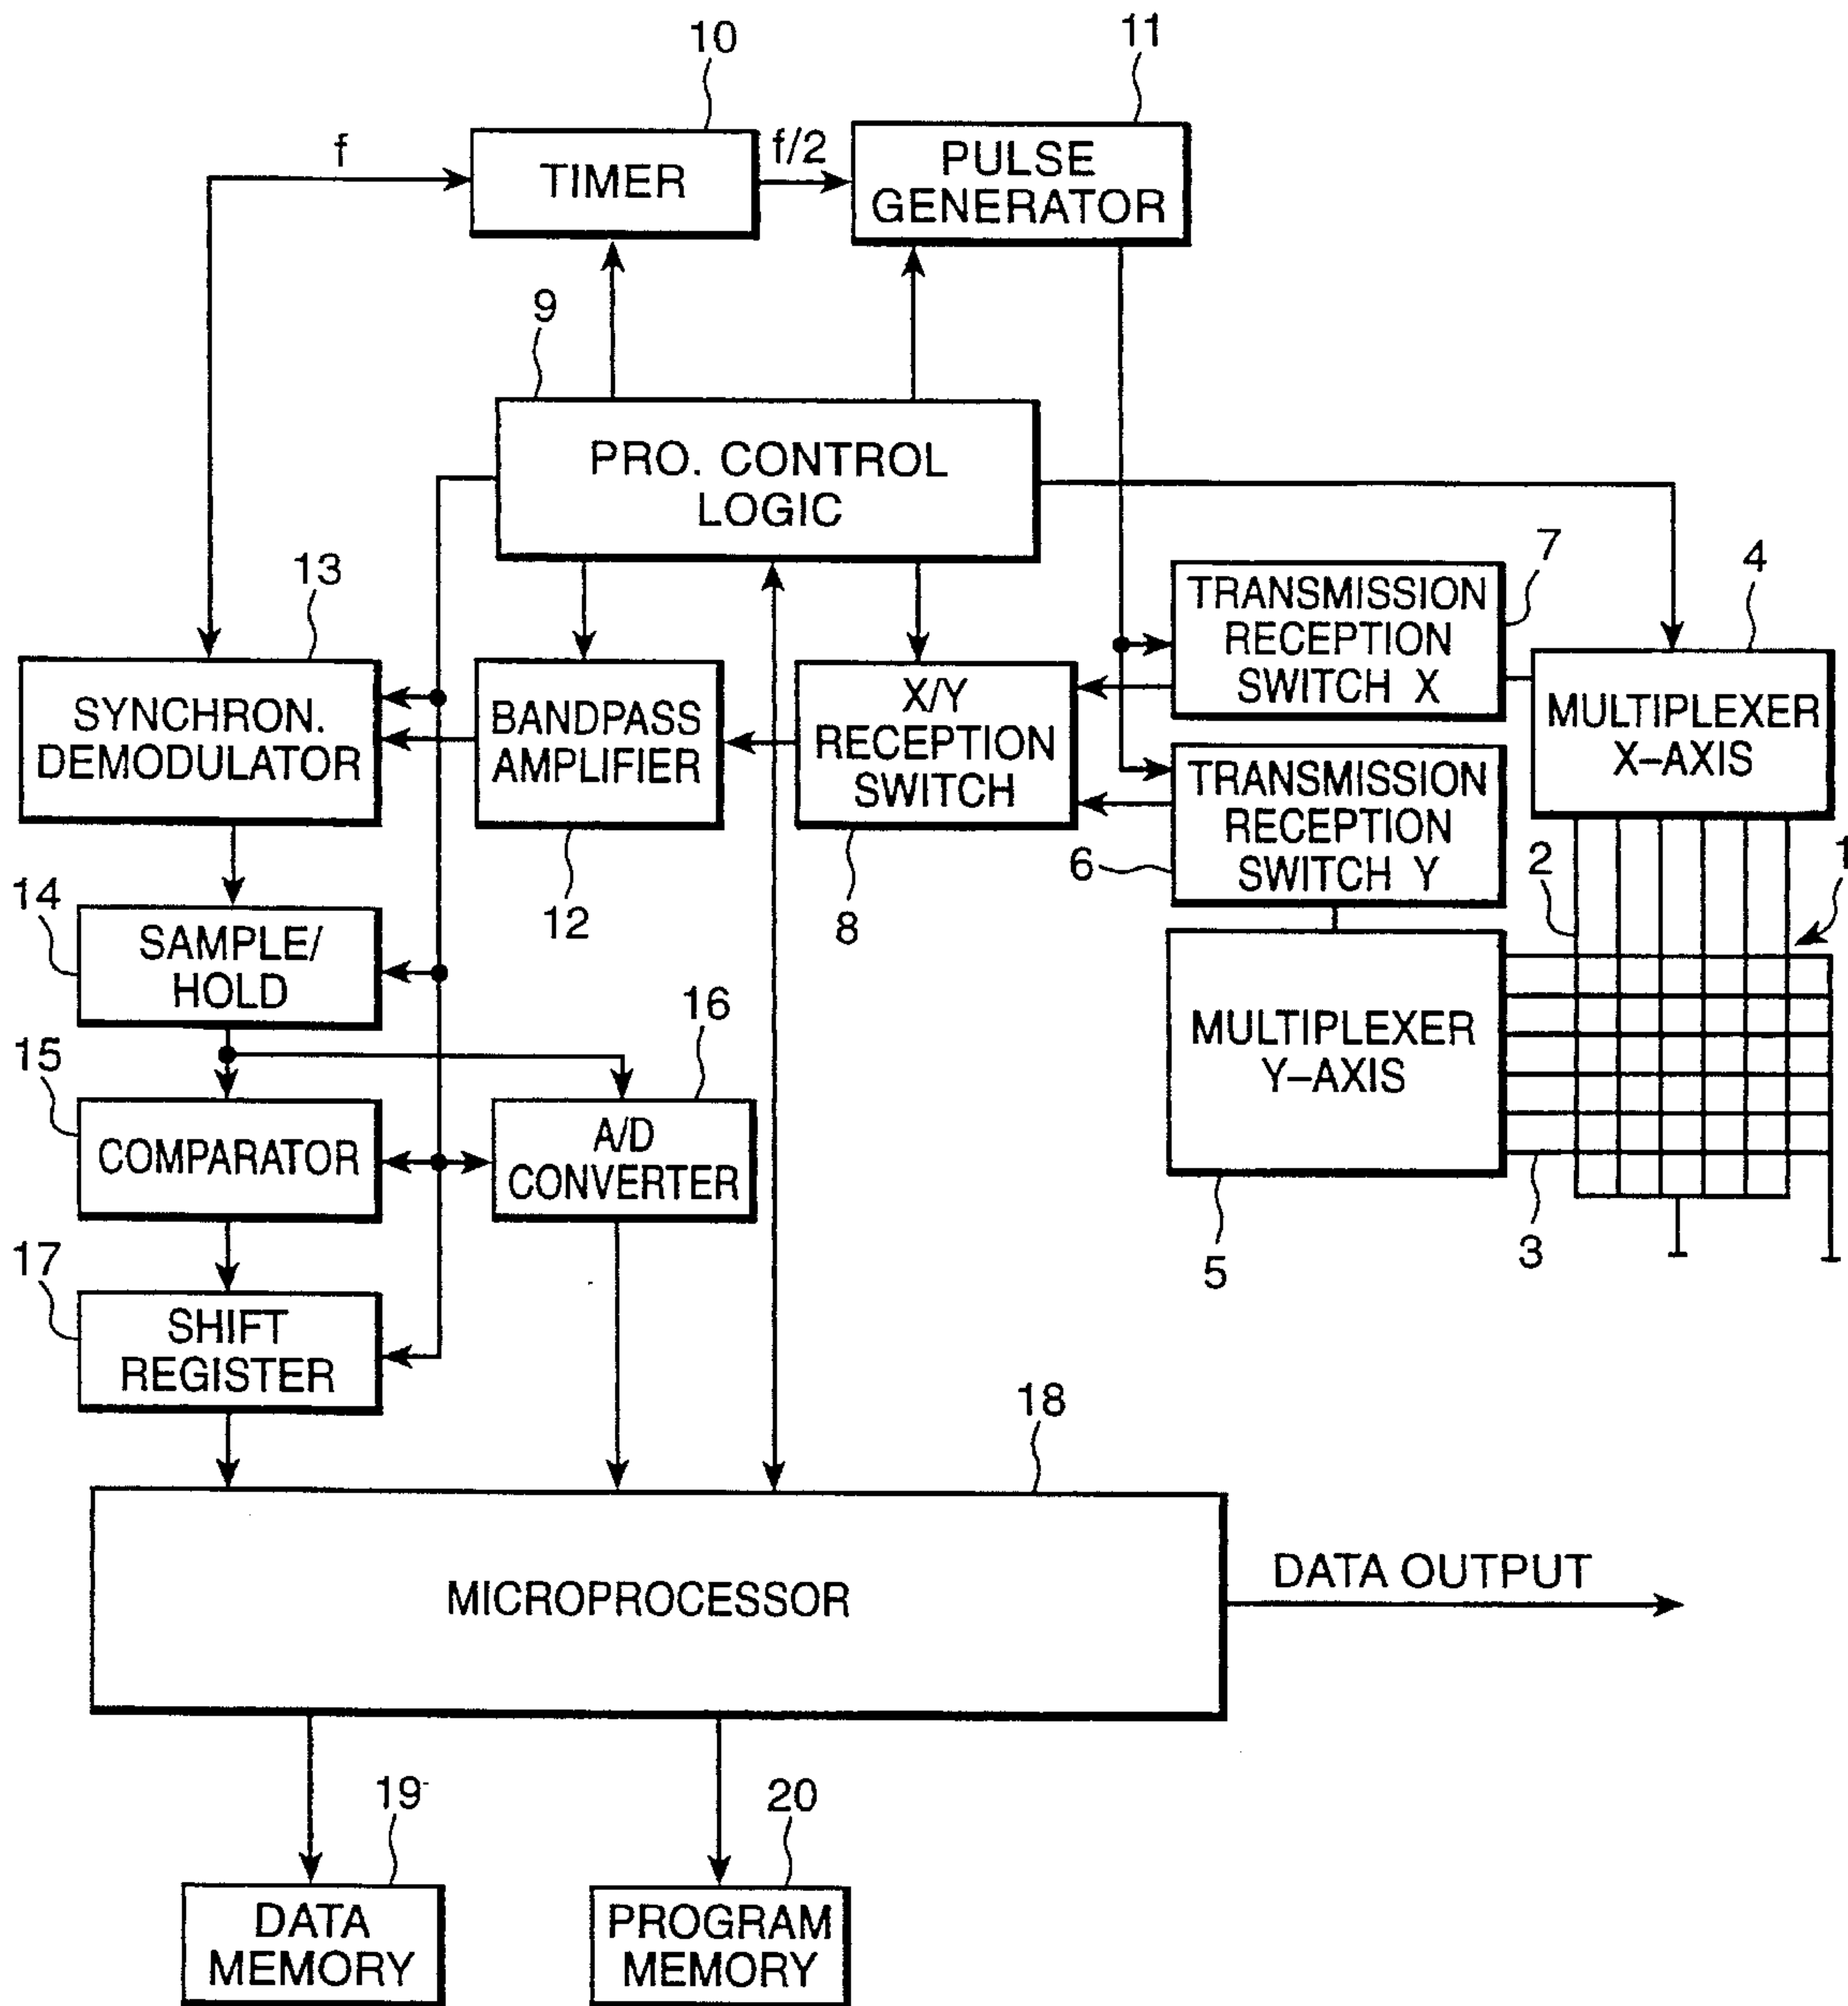 10
11
f
TIMER
f/2
PULSE
GENERATOR
9
PRO. CONTROL
LOGIC
13
7
4
SYNCHRON.
DEMODULATOR
BANDPASS
AMPLIFIER
X/Y
RECEPTION
SWITCH
TRANSMISSION
RECEPTION
SWITCH X
MULTIPLEXER
X–AXIS
TRANSMISSION
RECEPTION
SWITCH Y
6
2
1
12
8
14
SAMPLE/
HOLD
16
MULTIPLEXER
Y–AXIS
15
COMPARATOR
A/D
CONVERTER
5
3
17
SHIFT
REGISTER
18
MICROPROCESSOR
DATA OUTPUT
19
20
DATA
MEMORY
PROGRAM
MEMORY